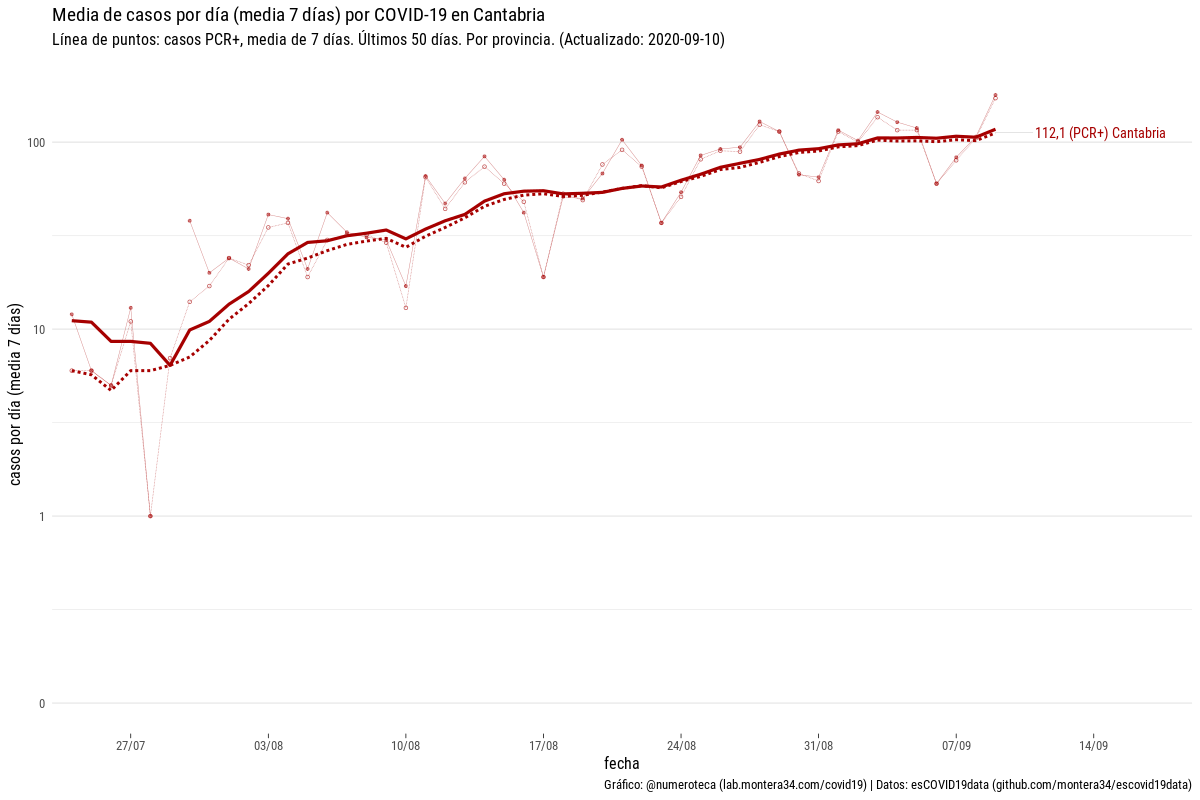 Media de casos por día (media 7 días) por COVID-19 en Cantabria
Línea de puntos: casos PCR+, media de 7 días. Últimos 50 días. Por provincia. (Actualizado: 2020-09-10)
casos por día (media 7 días)
100
10
1
0
112,1 (PCR+) Cantabria
27/07
03/08
10/08
17/08
24/08
31/08
07/09
14/09
fecha
Gráfico: @numeroteca (lab.montera34.com/covid19) | Datos: esCOVID19data (github.com/montera34/escovid19data)